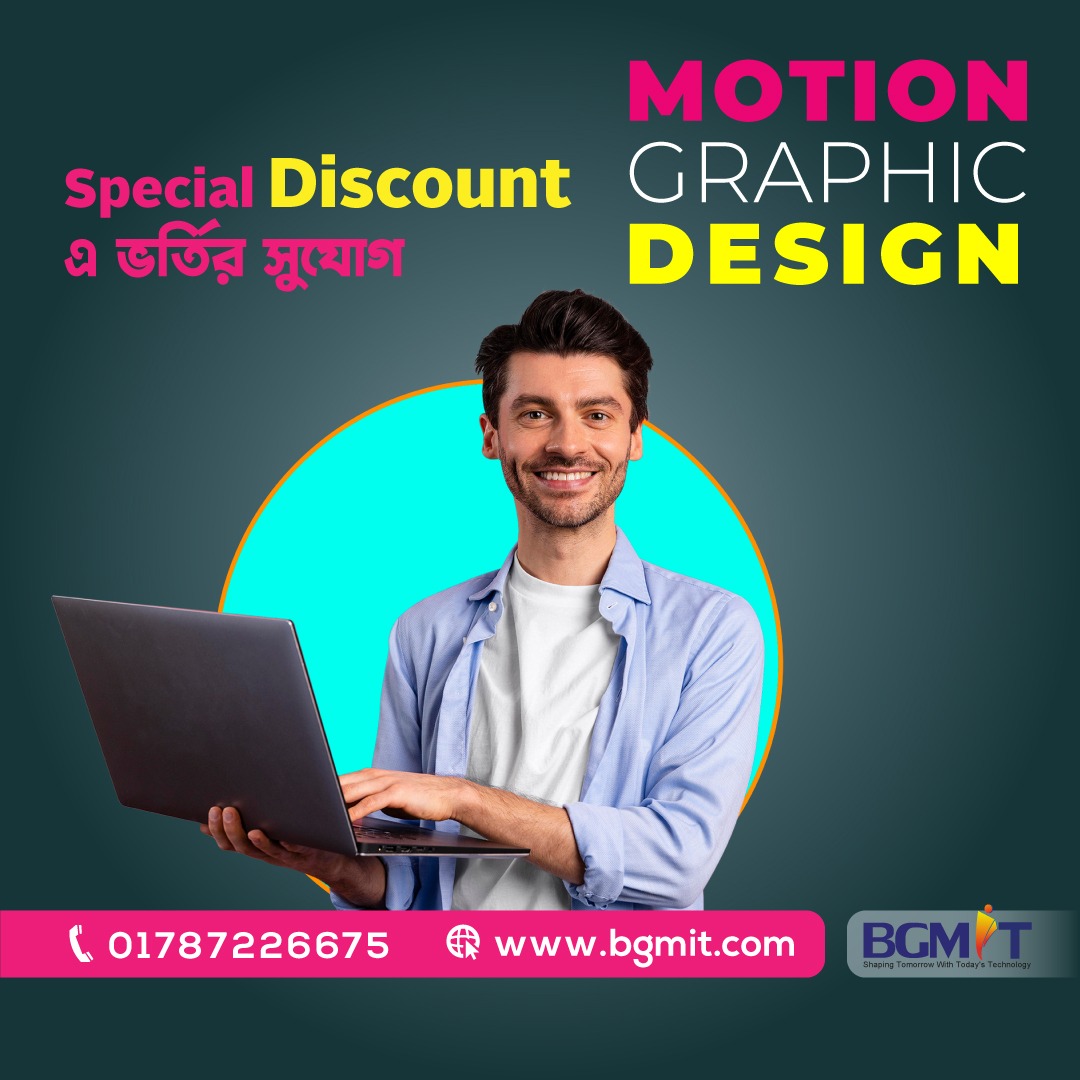 MOTION
GRAPHIC
DESIGN
Special Discount
এ ভর্তির সুযোগ
01787226675
www.bgmit.com
BGMIT
Shaping Tomorrow With Today's Technology